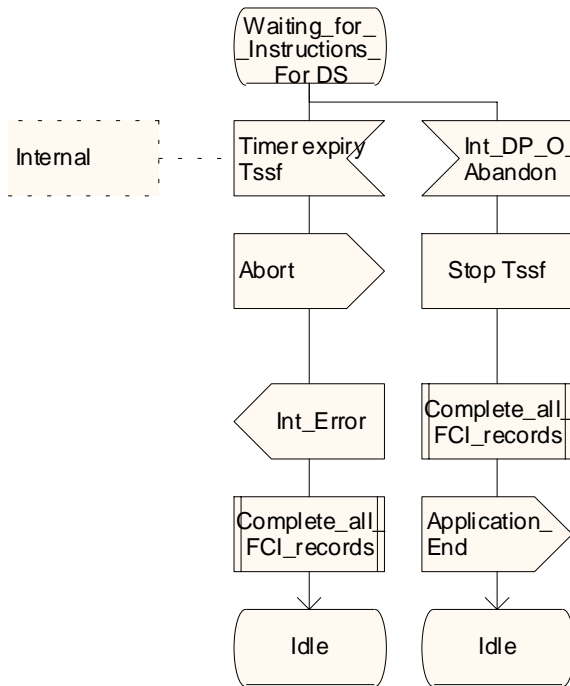 Waiting_for_
_Instructions_
For DS
Internal
Timer expiry
Tssf
Int_DP_O_
Abandon
Abort
Stop Tssf
Int_Error
Complete_all_
FCI_records
Complete_all_
FCI_records
Application_
End
Idle
Idle